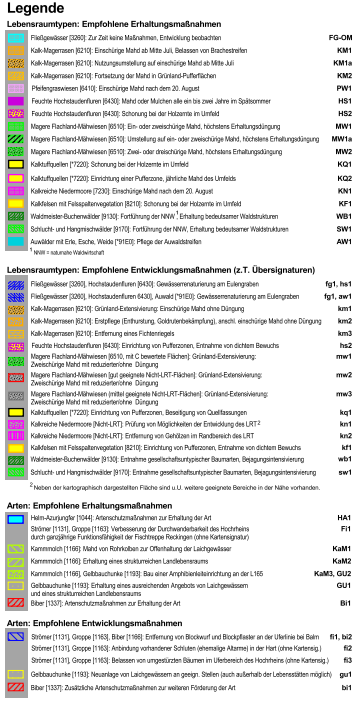 Legende
Lebensraumtypen: Empfohlene Erhaltungsmaßnahmen
Fließgewässer [3260]: Zur Zeit keine Maßnahmen, Entwicklung beobachten FG-OM
Kalk-Magerrasen [6210]: Einschürige Mahd ab Mitte Juli, Belassen von Brachestreifen KM1
Kalk-Magerrasen [6210]: Nutzungsumstellung auf einschürige Mahd ab Mitte Juli KM1a
Kalk-Magerrasen [6210]: Fortsetzung der Mahd in Grünland-Pufferflächen KM2
Pfeifengraswiesen [6410]: Einschürige Mahd nach dem 20. August PW1
Feuchte Hochstaudenfluren [6430]: Mahd oder Mulchen alle ein bis zwei Jahre im Spätsommer HS1
Feuchte Hochstaudenfluren [6430]: Schonung bei der Holzernte im Umfeld HS2
Magere Flachland-Mähwiesen [6510]: Ein- oder zweischürige Mahd, höchstens Erhaltungsdüngung MW1
Magere Flachland-Mähwiesen [6510]: Umstellung auf ein- oder zweischürige Mahd, höchstens Erhaltungsdüngung MW1a
Magere Flachland-Mähwiesen [6510]: Zwei- oder dreischürige Mahd, höchstens Erhaltungsdüngung MW2
Kalktuffquellen [*7220]: Schonung bei der Holzernte im Umfeld KQ1
Kalktuffquellen [*7220]: Einrichtung einer Pufferzone, jährliche Mahd des Umfelds KQ2
Kalkreiche Niedermoore [7230]: Einschürige Mahd nach dem 20. August KN1
Kalkfelsen mit Felsspaltenvegetation [8210]: Schonung bei der Holzernte im Umfeld KF1
Waldmeister-Buchenwälder [9130]: Fortführung der NNW,1 Erhaltung bedeutsamer Waldstrukturen WB1
Schlucht- und Hangmischwälder [9170]: Fortführung der NNW, Erhaltung bedeutsamer Waldstrukturen SW1
Auwälder mit Erle, Esche, Weide [*91E0]: Pflege der Auwaldstreifen AW1
1 NNW = naturnahe Waldwirtschaft
Lebensraumtypen: Empfohlene Entwicklungsmaßnahmen (z.T. Übersignaturen)
Fließgewässer [3260], Hochstaudenfluren [6430]: Gewässerrenaturierung am Eulengraben fg1, hs1
Fließgewässer [3260], Hochstaudenfluren 6430], Auwald [*91E0]: Gewässerrenaturierung am Eulengraben fg1, aw1
Kalk-Magerrasen [6210]: Grünland-Extensivierung: Einschürige Mahd ohne Düngung km1
Kalk-Magerrasen [6210]: Erstpflege (Enthurstung, Goldrutenbekämpfung), anschl. einschürige Mahd ohne Düngung km2
Kalk-Magerrasen [6210]: Entfernung eines Fichtenriegels km3
Feuchte Hochstaudenfluren [6430]: Einrichtung von Pufferzonen, Entnahme von dichtem Bewuchs hs2
Magere Flachland-Mähwiesen [6510, mit C bewertete Flächen]: Grünland-Extensivierung: mw1
Zweischürige Mahd mit reduzierter/ohne Düngung
Magere Flachland-Mähwiesen [gut geeignete Nicht-LRT-Flächen]: Grünland-Extensivierung: mw2
Zweischürige Mahd mit reduzierter/ohne Düngung
Magere Flachland-Mähwiesen (mittel geeignete Nicht-LRT-Flächen]: Grünland-Extensivierung: mw3
Zweischürige Mahd mit reduzierter/ohne Düngung
Kalktuffquellen [*7220]: Einrichtung von Pufferzonen, Beseitigung von Quellfassungen kq1
Kalkreiche Niedermoore [Nicht-LRT]: Prüfung von Möglichkeiten der Entwicklung des LRT2 kn1
Kalkreiche Niedermoore [Nicht-LRT]: Entfernung von Gehölzen im Randbereich des LRT kn2
Kalkfelsen mit Felsspaltenvegetation [8210]: Einrichtung von Pufferzonen, Entnahme von dichtem Bewuchs kf1
Waldmeister-Buchenwälder [9130]: Entnahme gesellschaftsuntypischer Baumarten, Bejagungsintensivierung wb1
Schlucht- und Hangmischwälder [9170]: Entnahme gesellschaftsuntypischer Baumarten, Bejagungsintensivierung sw1
2 Neben der kartographisch dargestellten Fläche sind u.U. weitere geeignete Bereiche in der Nähe vorhanden.
Arten: Empfohlene Erhaltungsmaßnahmen
Helm-Azurjungfer [1044]: Artenschutzmaßnahmen zur Erhaltung der Art HA1
Strömer [1131], Groppe [1163]: Verbesserung der Durchwanderbarkeit des Hochrheins Fi1
durch ganzjährige Funktionsfähigkeit der Fischtreppe Reckingen (ohne Kartensignatur)
Kammmolch [1166]: Mahd von Rohrkolben zur Offenhaltung der Laichgewässer KaM1
Kammmolch [1166]: Erhaltung eines strukturreichen Landlebensraums KaM2
Kammmolch [1166], Gelbbauchunke [1193]: Bau einer Amphibienleiteinrichtung an der L165 KaM3, GU2
Gelbbauchunke [1193]: Erhaltung eines ausreichenden Angebots von Laichgewässern GU1
und eines strukturreichen Landlebensraums
Biber [1337]: Artenschutzmaßnahmen zur Erhaltung der Art Bi1
Arten: Empfohlene Entwicklungsmaßnahmen
Strömer [1131], Groppe [1163], Biber [1166]: Entfernung von Blockwurf und Blockpflaster an der Uferlinie bei Balm fi1, bi2
Strömer [1131], Groppe [1163]: Anbindung vorhandener Schluten (ehemalige Altarme) in der Hart (ohne Kartensig.) fi2
Strömer [1131], Groppe [1163]: Belassen von umgestürzten Bäumen im Uferbereich des Hochrheins (ohne Kartensig.) fi3
Gelbbauchunke [1193]: Neuanlage von Laichgewässern an geeign. Stellen (auch außerhalb der Lebensstätten möglich) gu1
Biber [1337]: Zusätzliche Artenschutzmaßnahmen zur weiteren Förderung der Art bi1